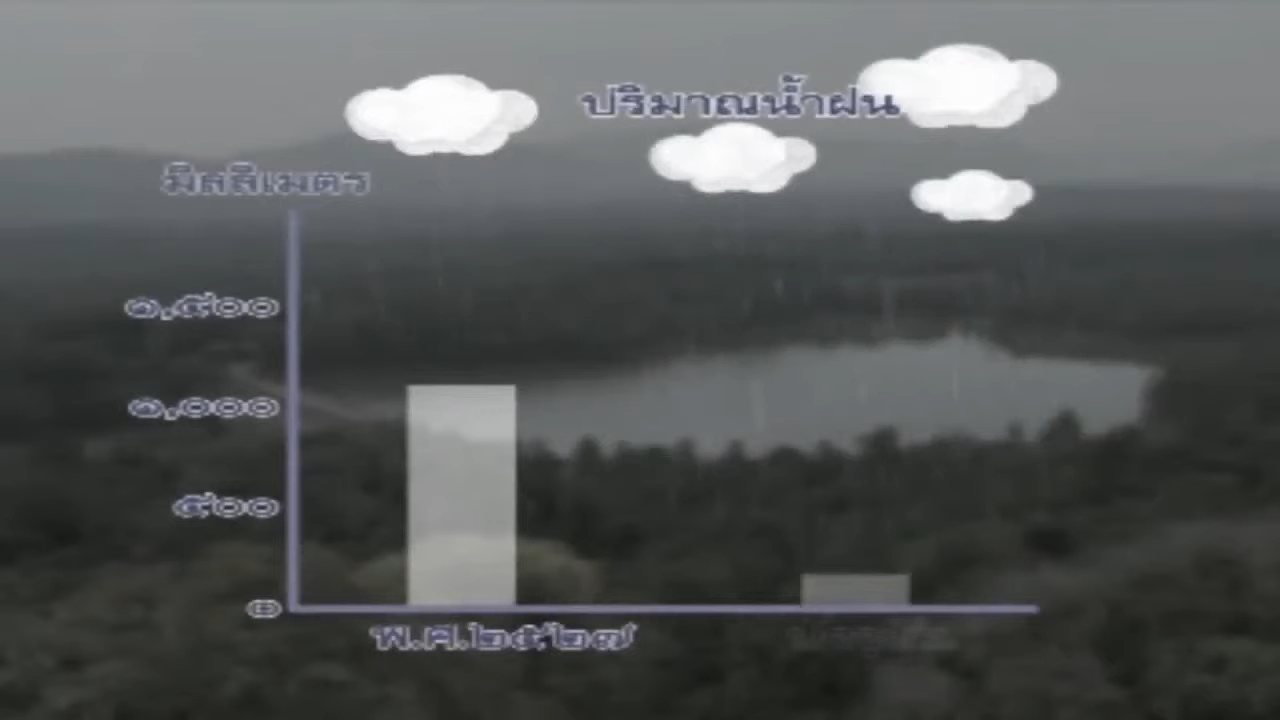 ปริมาณน้ำฝน
มิลลิเมตร
๑,๕๐๐
๑,๐๐๐
๕๐๐
๐
พ.ศ.๒๕๒๗